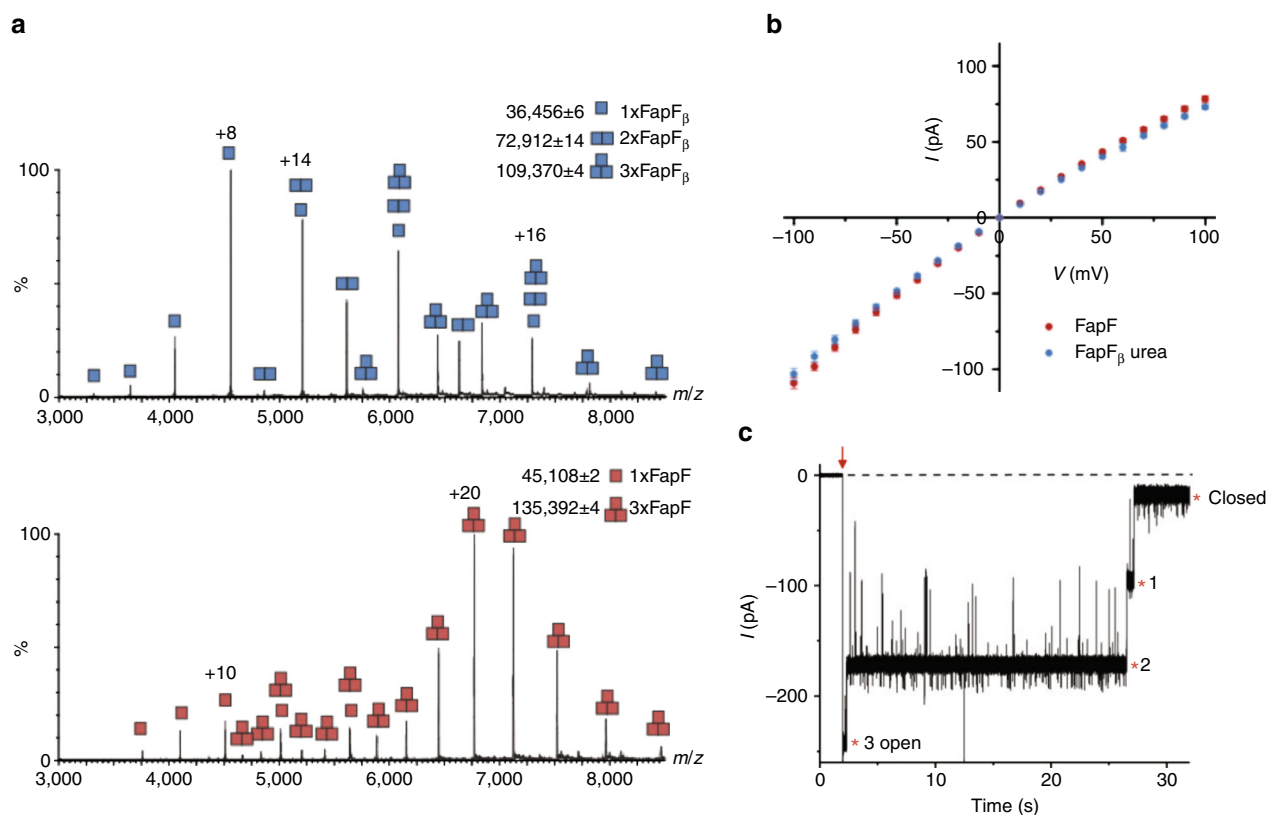 a
36,456±6 1xFapFβ
72,912±14 2xFapFβ
109,370±4 3xFapFβ
+8
+14
+16
100
%
0
3,000 4,000 5,000 6,000 7,000 8,000 m/z
45,108±2 1xFapF
135,392±4 3xFapF
+20
+10
100
%
0
3,000 4,000 5,000 6,000 7,000 8,000 m/z
b
I (pA)
100
50
0
−50
−100
−100 −50 0 50 100
V (mV)
FapF
FapFβ urea
c
I (pA)
0
−100
−200
* Closed
* 1
* 2
* 3 open
0 10 20 30
Time (s)